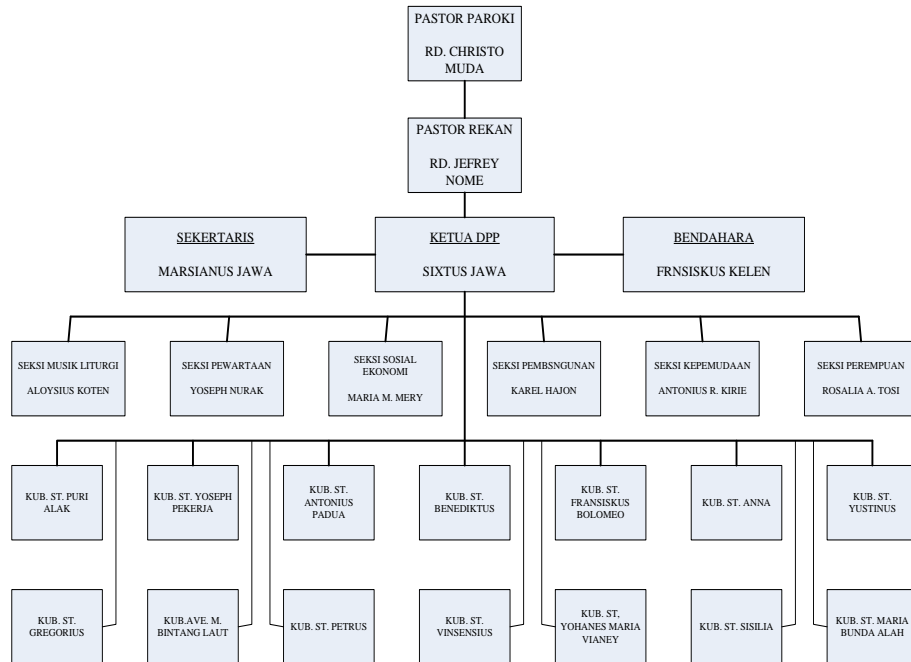 PASTOR PAROKI
RD. CHRISTO
MUDA
PASTOR REKAN
RD. JEFREY
NOME
SEKERTARIS
MARSIANUS JAWA
KETUA DPP
SIXTUS JAWA
BENDAHARA
FRNSISKUS KELEN
SEKSI MUSIK LITURGI
ALOYSIUS KOTEN
SEKSI PEWARTAAN
YOSEPH NURAK
SEKSI SOSIAL
EKONOMI
MARIA M. MERY
SEKSI PEMBSNGUNAN
KAREL HAJON
SEKSI KEPEMUDAAN
ANTONIUS R. KIRIE
SEKSI PEREMPUAN
ROSALIA A. TOSI
KUB. ST. PURI
ALAK
KUB. ST. YOSEPH
PEKERJA
KUB. ST.
ANTONIUS
PADUA
KUB. ST.
BENEDIKTUS
KUB. ST.
FRANSISKUS
BOLOMEO
KUB. ST. ANNA
KUB. ST.
YUSTINUS
KUB. ST.
GREGORIUS
KUB.AVE. M.
BINTANG LAUT
KUB. ST. PETRUS
KUB. ST.
VINSENSIUS
KUB. ST,
YOHANES MARIA
VIANEY
KUB. ST. SISILIA
KUB. ST. MARIA
BUNDA ALAH